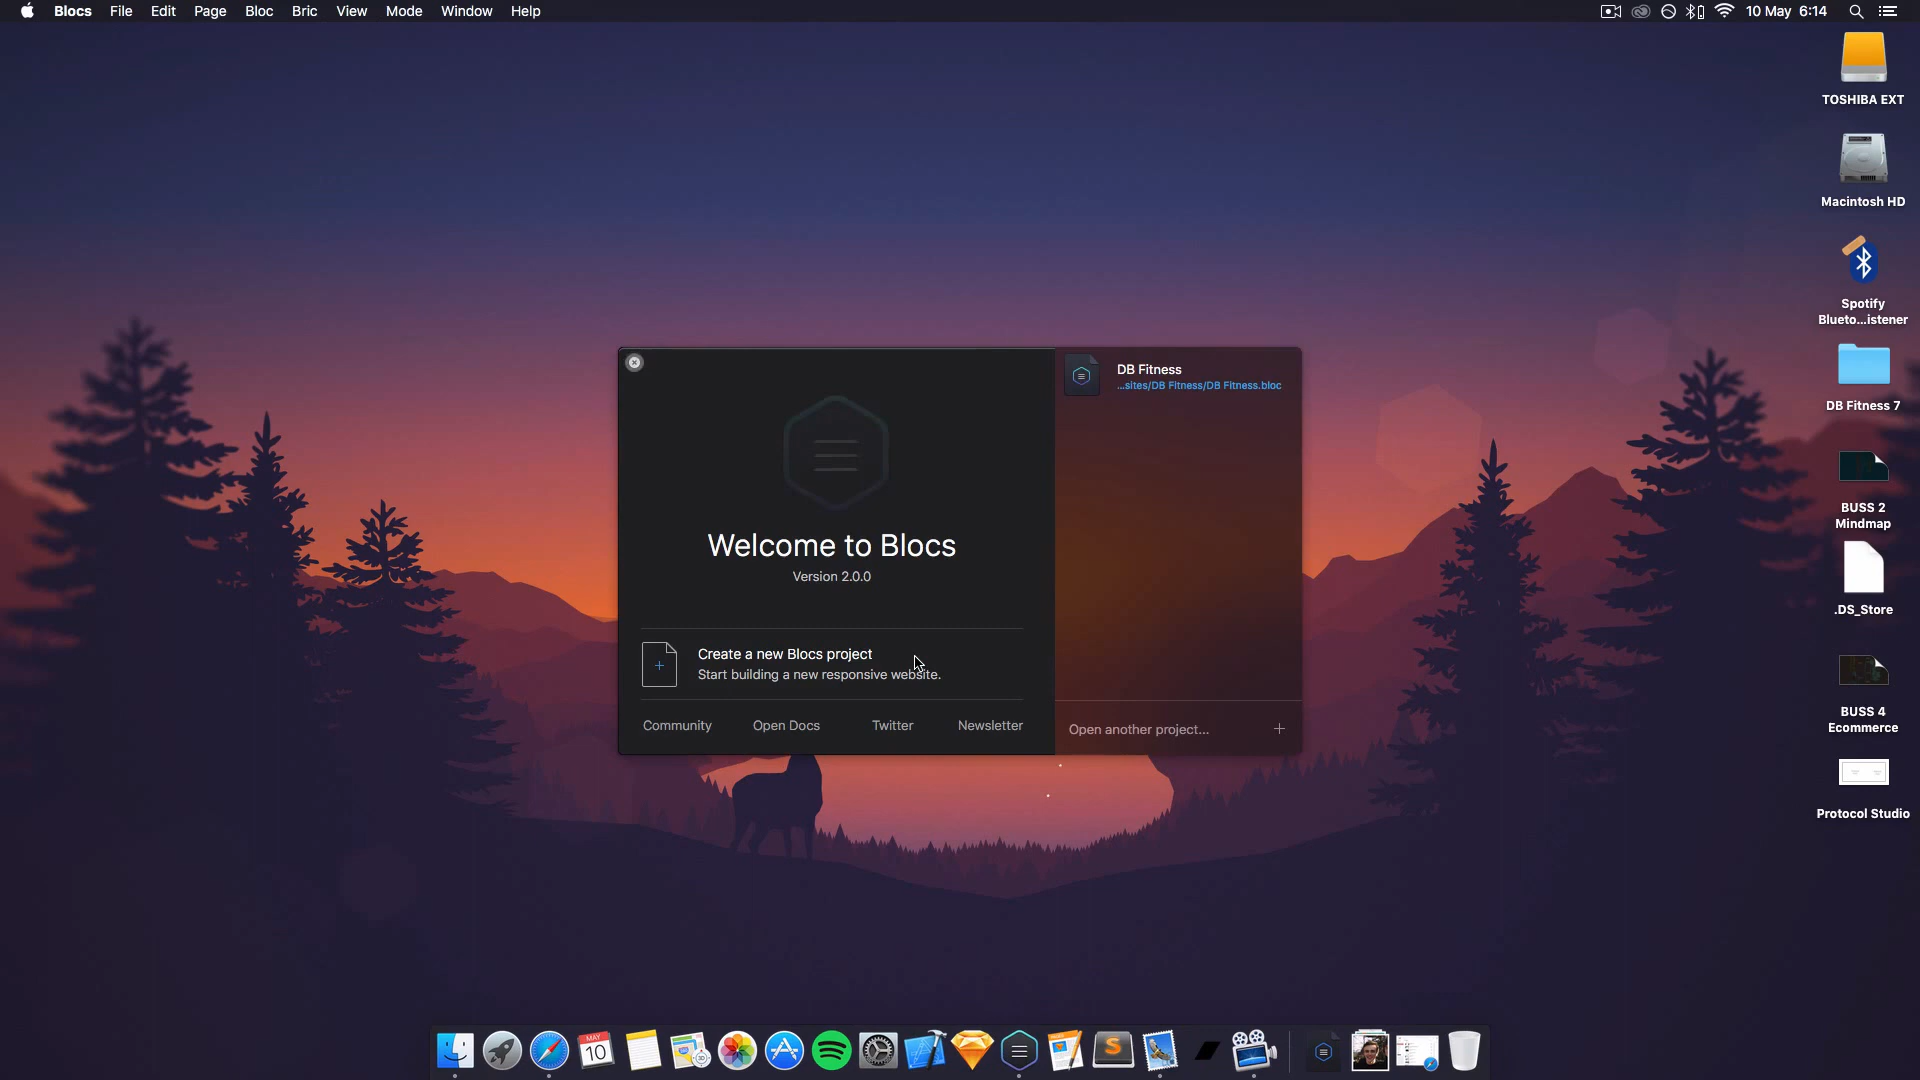 Blocs File Edit Page Bloc Bric View Mode Window Help
10 May 6:14
TOSHIBA EXT
Macintosh HD
Spotify
Blueto...istener
DB Fitness 7
BUSS 2
Mindmap
.DS_Store
BUSS 4
Ecommerce
Protocol Studio
Welcome to Blocs
Version 2.0.0
Create a new Blocs project
Start building a new responsive website.
Community Open Docs Twitter Newsletter
DB Fitness
...sites/DB Fitness/DB Fitness.bloc
Open another project...
MAY
10
S